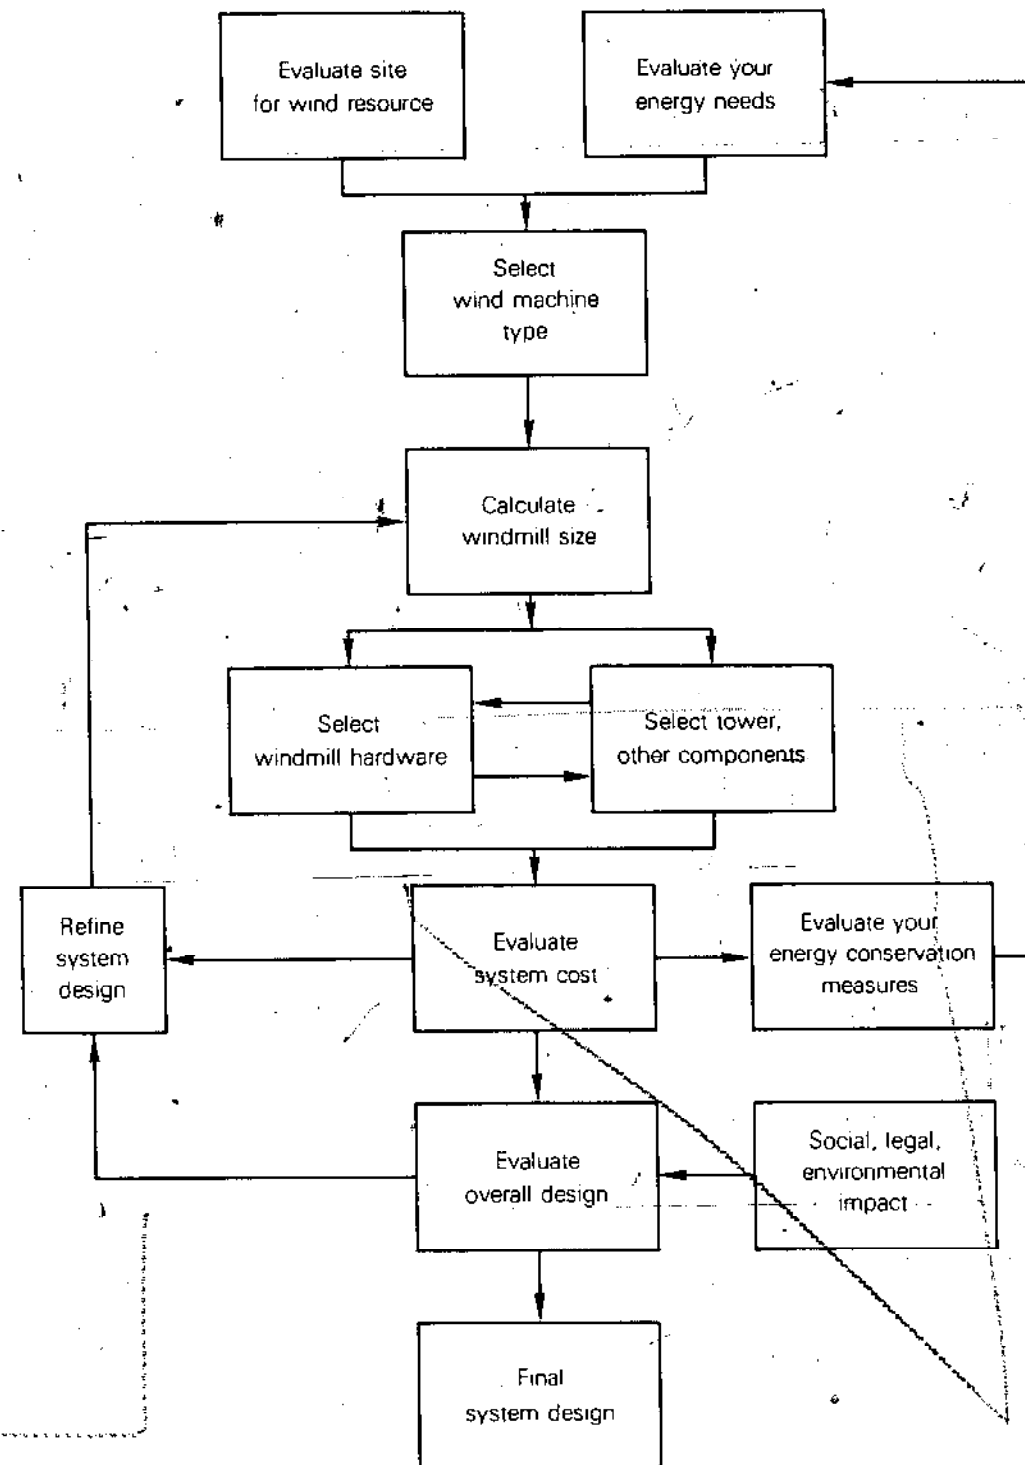 Evaluate site
for wind resource
Evaluate your
energy needs
Select
wind machine
type
Calculate
windmill size
Select
windmill hardware
Select tower,
other components
Refine
system
design
Evaluate
system cost
Evaluate your
energy conservation
measures
Evaluate
overall design
Social, legal,
environmental
impact
Final
system design